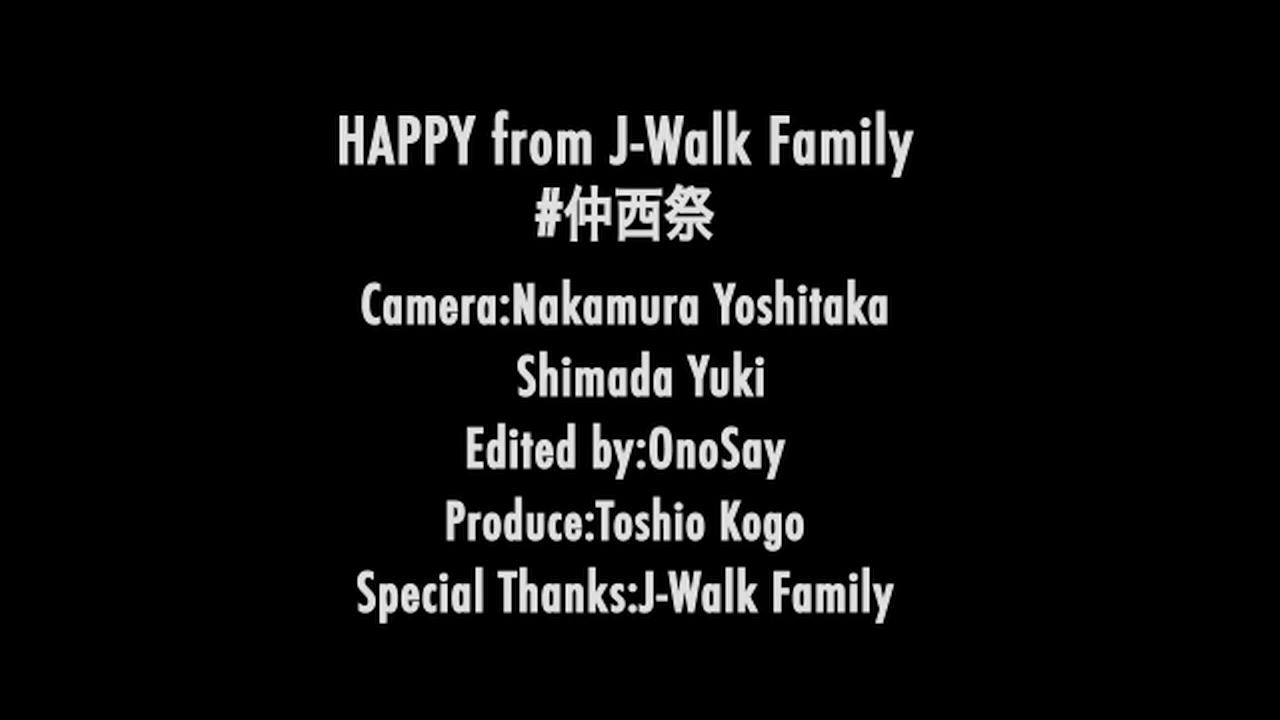 HAPPY from J-Walk Family
#仲西祭
Camera:Nakamura Yoshitaka
Shimada Yuki
Edited by:OnoSay
Produce:Toshio Kogo
Special Thanks:J-Walk Family